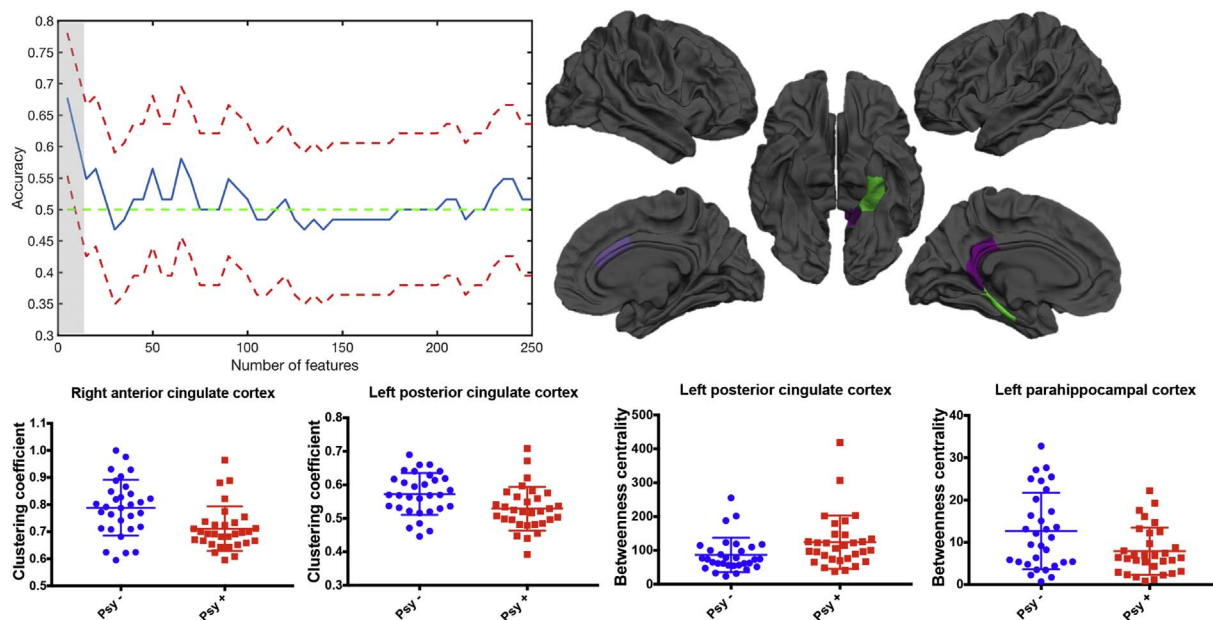 0.8
0.75
0.7
0.65
0.6
0.55
0.5
0.45
0.4
0.35
0.3
Accuracy
0 50 100 150 200 250
Number of features
Right anterior cingulate cortex
Clustering coefficient
1.1
1.0
0.9
0.8
0.7
0.6
0.5
Psy - Psy +
Left posterior cingulate cortex
Clustering coefficient
0.8
0.7
0.6
0.5
0.4
0.3
Psy - Psy +
Left posterior cingulate cortex
Betweenness centrality
500
400
300
200
100
0
Psy - Psy +
Left parahippocampal cortex
Betweenness centrality
40
30
20
10
0
Psy - Psy +